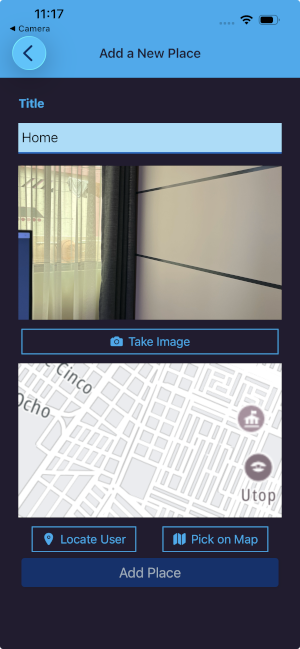 11:17
Camera
Add a New Place
Title
Home
Take Image
Cinco
Ocho
Utop
Locate User
Pick on Map
Add Place